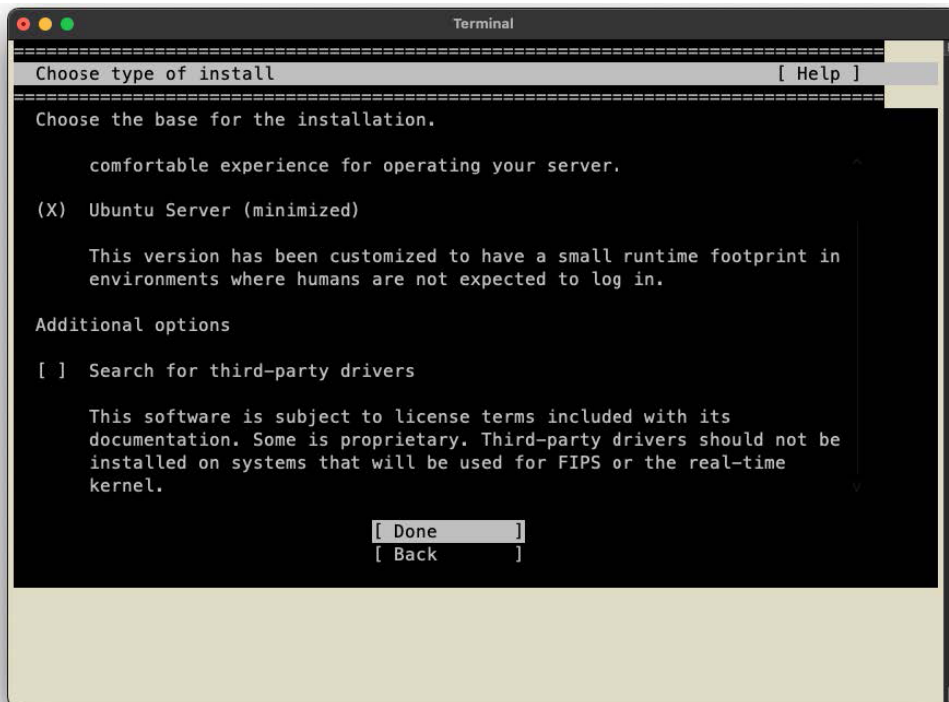 Terminal
================================================================================
Choose type of install [ Help ]
================================================================================
Choose the base for the installation.
comfortable experience for operating your server. ^
(X) Ubuntu Server (minimized)
This version has been customized to have a small runtime footprint in
environments where humans are not expected to log in.
Additional options
[ ] Search for third-party drivers
This software is subject to license terms included with its
documentation. Some is proprietary. Third-party drivers should not be
installed on systems that will be used for FIPS or the real-time
kernel. v
[ Done ]
[ Back ]